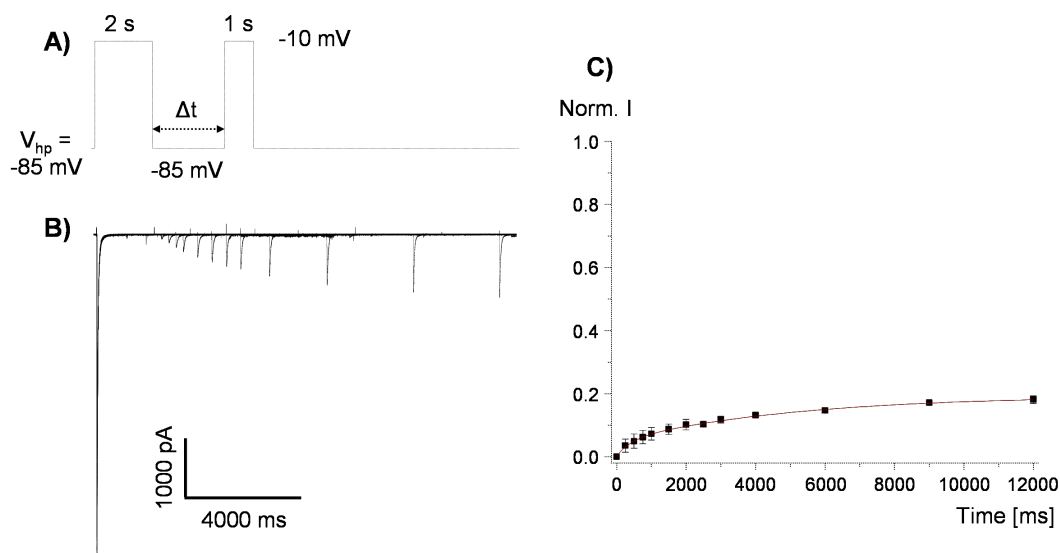 A)
2 s
1 s
-10 mV
Δt
Vhp =
-85 mV
-85 mV
B)
1000 pA
4000 ms
C)
Norm. I
1.0
0.8
0.6
0.4
0.2
0.0
0 2000 4000 6000 8000 10000 12000
Time [ms]